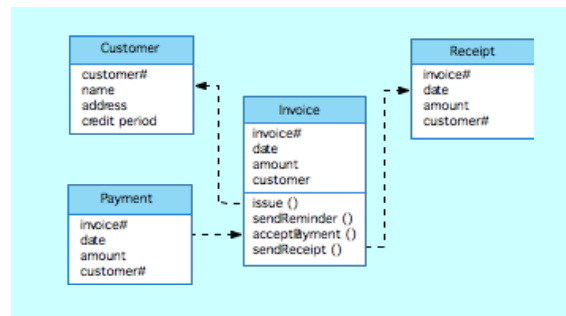 Customer
customer#
name
address
credit period
Receipt
invoice#
date
amount
customer#
Invoice
invoice#
date
amount
customer
issue ()
sendReminder ()
acceptPayment ()
sendReceipt ()
Payment
invoice#
date
amount
customer#